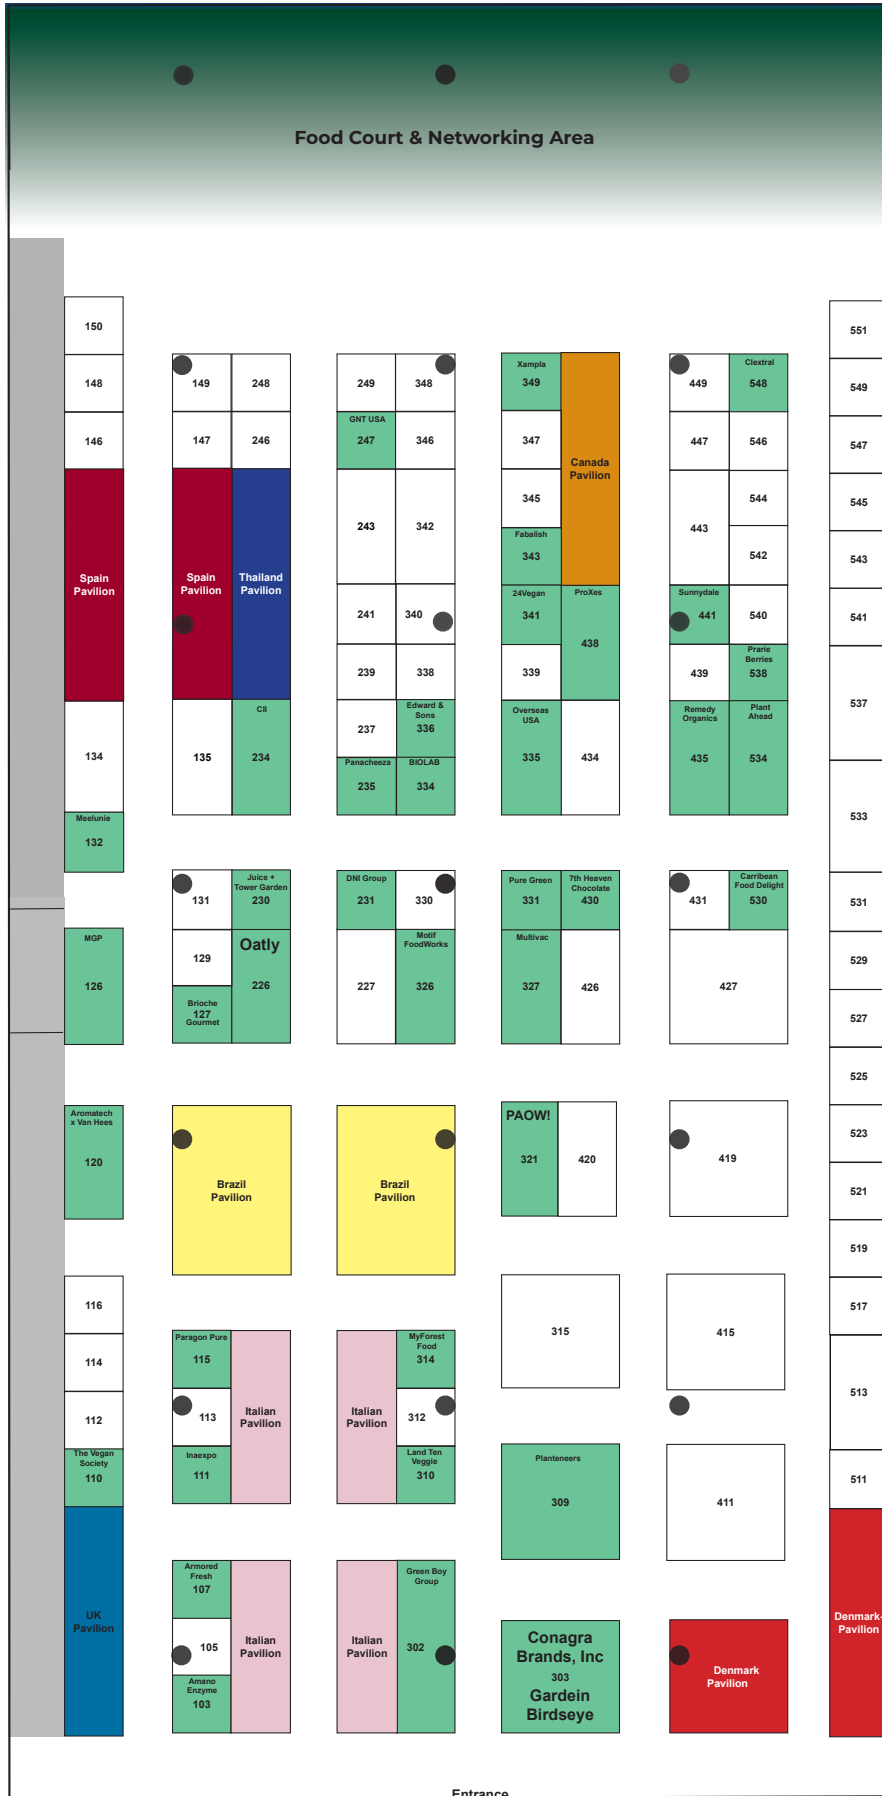 Food Court & Networking Area
150
551
149
248
249
348
Xampla
349
449
Clextral
548
148
549
146
147
246
GNT USA
247
346
347
Canada
Pavilion
447
546
547
Spain
Pavilion
Spain
Pavilion
Thailand
Pavilion
243
342
345
443
544
545
Fabalish
343
542
543
241
340
24Vegan
341
ProXes
438
Sunnydale
441
540
541
239
338
339
439
Prarie
Berries
538
537
134
135
CII
234
237
Edward &
Sons
336
Overseas
USA
335
434
Remedy
Organics
435
Plant
Ahead
534
Panacheeza
235
BIOLAB
334
533
Meelunie
132
131
Juice +
Tower Garden
230
DNI Group
231
330
Pure Green
331
7th Heaven
Chocolate
430
431
Carribean
Food Delight
530
531
MGP
126
129
Oatly
226
227
Motif
FoodWorks
326
Multivac
327
426
427
529
Brioche
127
Gourmet
527
525
Aromatech
x Van Hees
120
Brazil
Pavilion
Brazil
Pavilion
PAOW!
321
420
419
523
521
519
116
315
415
517
114
Paragon Pure
115
Italian
Pavilion
Italian
Pavilion
MyForest
Food
314
513
112
113
312
The Vegan
Society
110
Inaexpo
111
Land Ten
Veggie
310
Planteneers
309
411
511
UK
Pavilion
Armored
Fresh
107
Italian
Pavilion
Italian
Pavilion
Green Boy
Group
302
105
Amano
Enzyme
103
Conagra
Brands, Inc
303
Gardein
Birdseye
Denmark
Pavilion
Denmark
Pavilion
Entrance